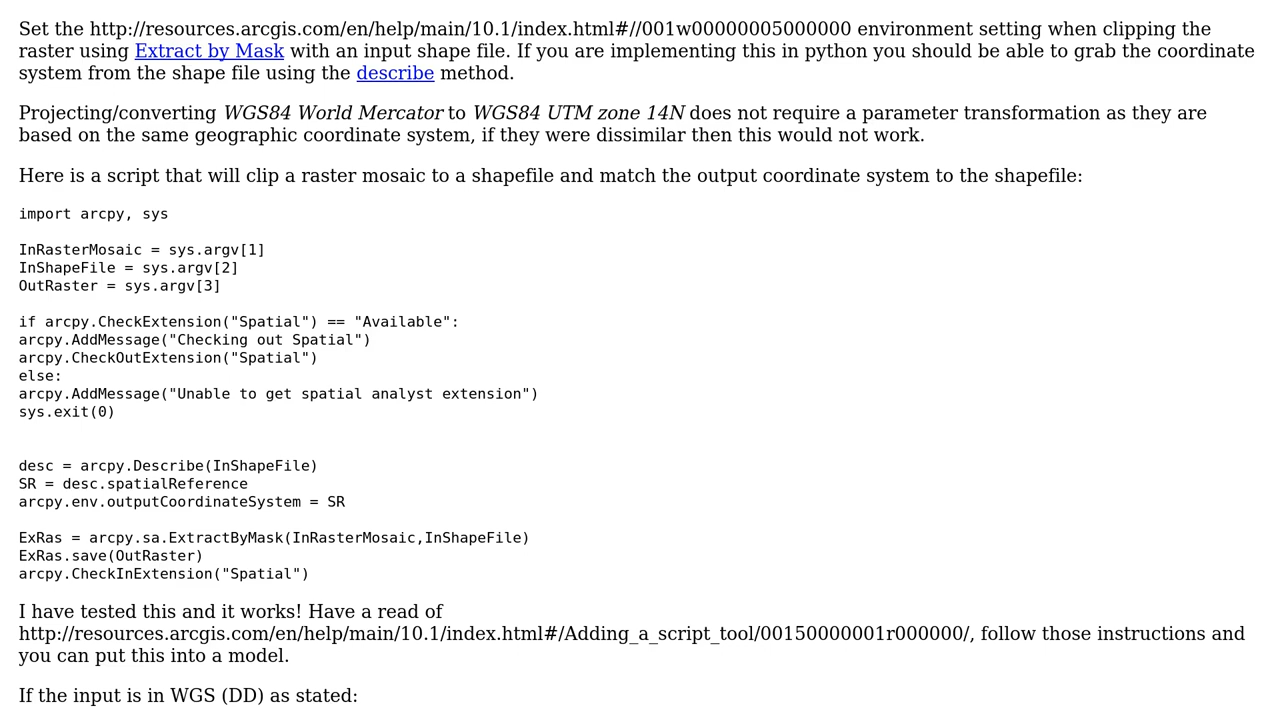 Set the http://resources.arcgis.com/en/help/main/10.1/index.html#//001w00000005000000 environment setting when clipping the
raster using Extract by Mask with an input shape file. If you are implementing this in python you should be able to grab the coordinate
system from the shape file using the describe method.
Projecting/converting WGS84 World Mercator to WGS84 UTM zone 14N does not require a parameter transformation as they are
based on the same geographic coordinate system, if they were dissimilar then this would not work.
Here is a script that will clip a raster mosaic to a shapefile and match the output coordinate system to the shapefile:
import arcpy, sys
InRasterMosaic = sys.argv[1]
InShapeFile = sys.argv[2]
OutRaster = sys.argv[3]
if arcpy.CheckExtension("Spatial") == "Available":
arcpy.AddMessage("Checking out Spatial")
arcpy.CheckOutExtension("Spatial")
else:
arcpy.AddMessage("Unable to get spatial analyst extension")
sys.exit(0)
desc = arcpy.Describe(InShapeFile)
SR = desc.spatialReference
arcpy.env.outputCoordinateSystem = SR
ExRas = arcpy.sa.ExtractByMask(InRasterMosaic,InShapeFile)
ExRas.save(OutRaster)
arcpy.CheckInExtension("Spatial")
I have tested this and it works! Have a read of
http://resources.arcgis.com/en/help/main/10.1/index.html#/Adding_a_script_tool/00150000001r000000/, follow those instructions and
you can put this into a model.
If the input is in WGS (DD) as stated: